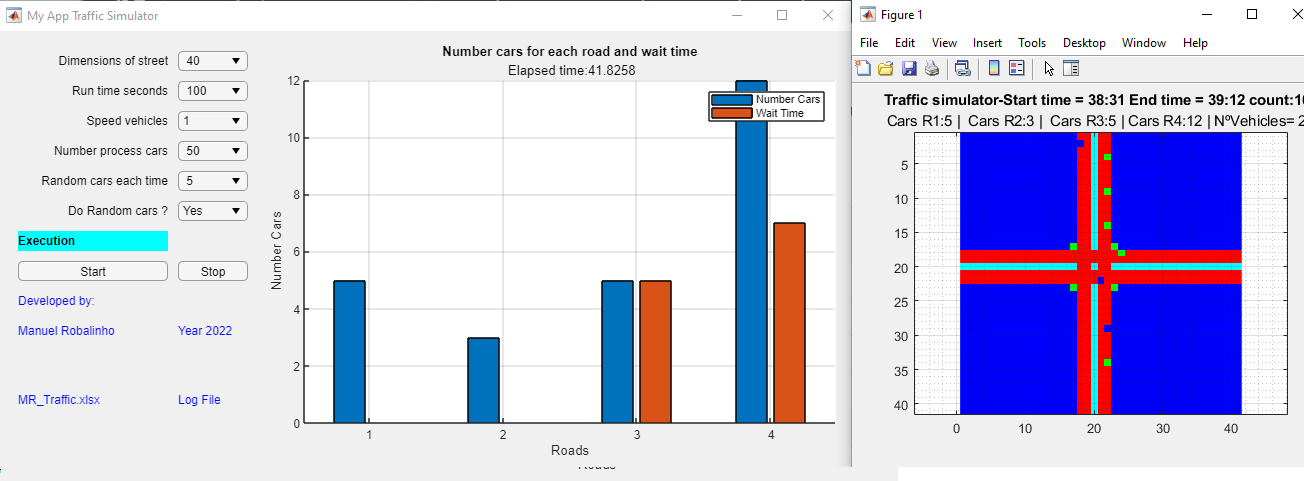 My App Traffic Simulator
Dimensions of street 40
Run time seconds 100
Speed vehicles 1
Number process cars 50
Random cars each time 5
Do Random cars ? Yes
Execution
Start Stop
Developed by:
Manuel Robalinho Year 2022
MR_Traffic.xlsx Log File
Number cars for each road and wait time
Elapsed time:41.8258
Number Cars
Wait Time
12
10
8
6
4
2
0
Number Cars
1 2 3 4
Roads
Figure 1
File Edit View Insert Tools Desktop Window Help
Traffic simulator-Start time = 38:31 End time = 39:12 count:
Cars R1:5 | Cars R2:3 | Cars R3:5 | Cars R4:12 | NºVehicles= 2
5
10
15
20
25
30
35
40
0 10 20 30 40